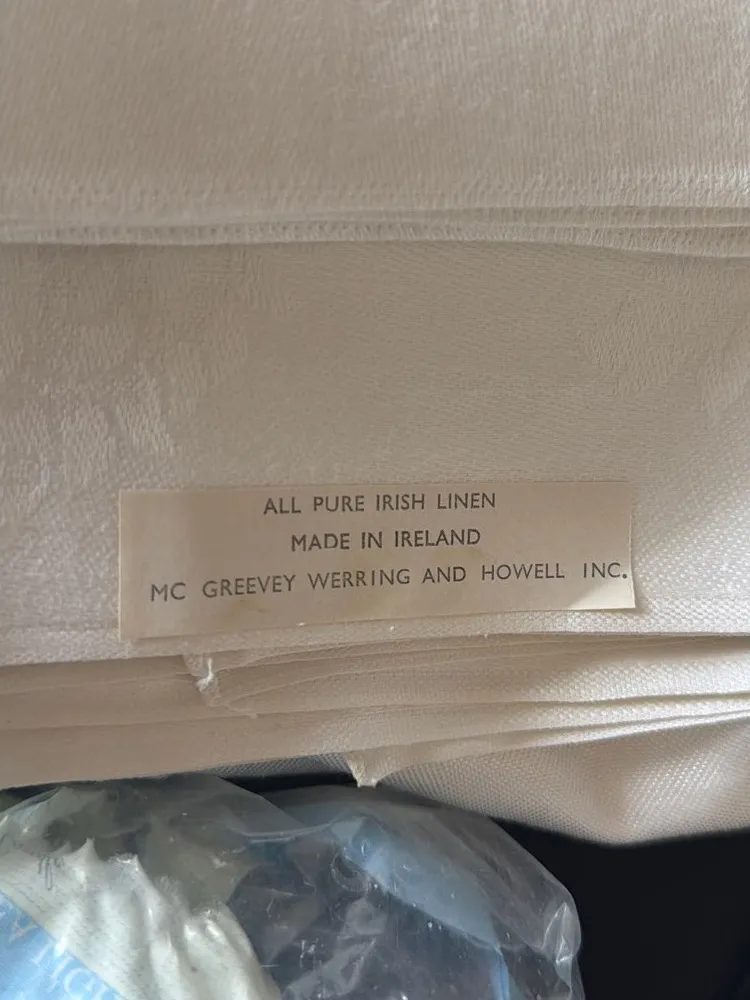 ALL PURE IRISH LINEN
MADE IN IRELAND
MC GREEVEY WERRING AND HOWELL INC.